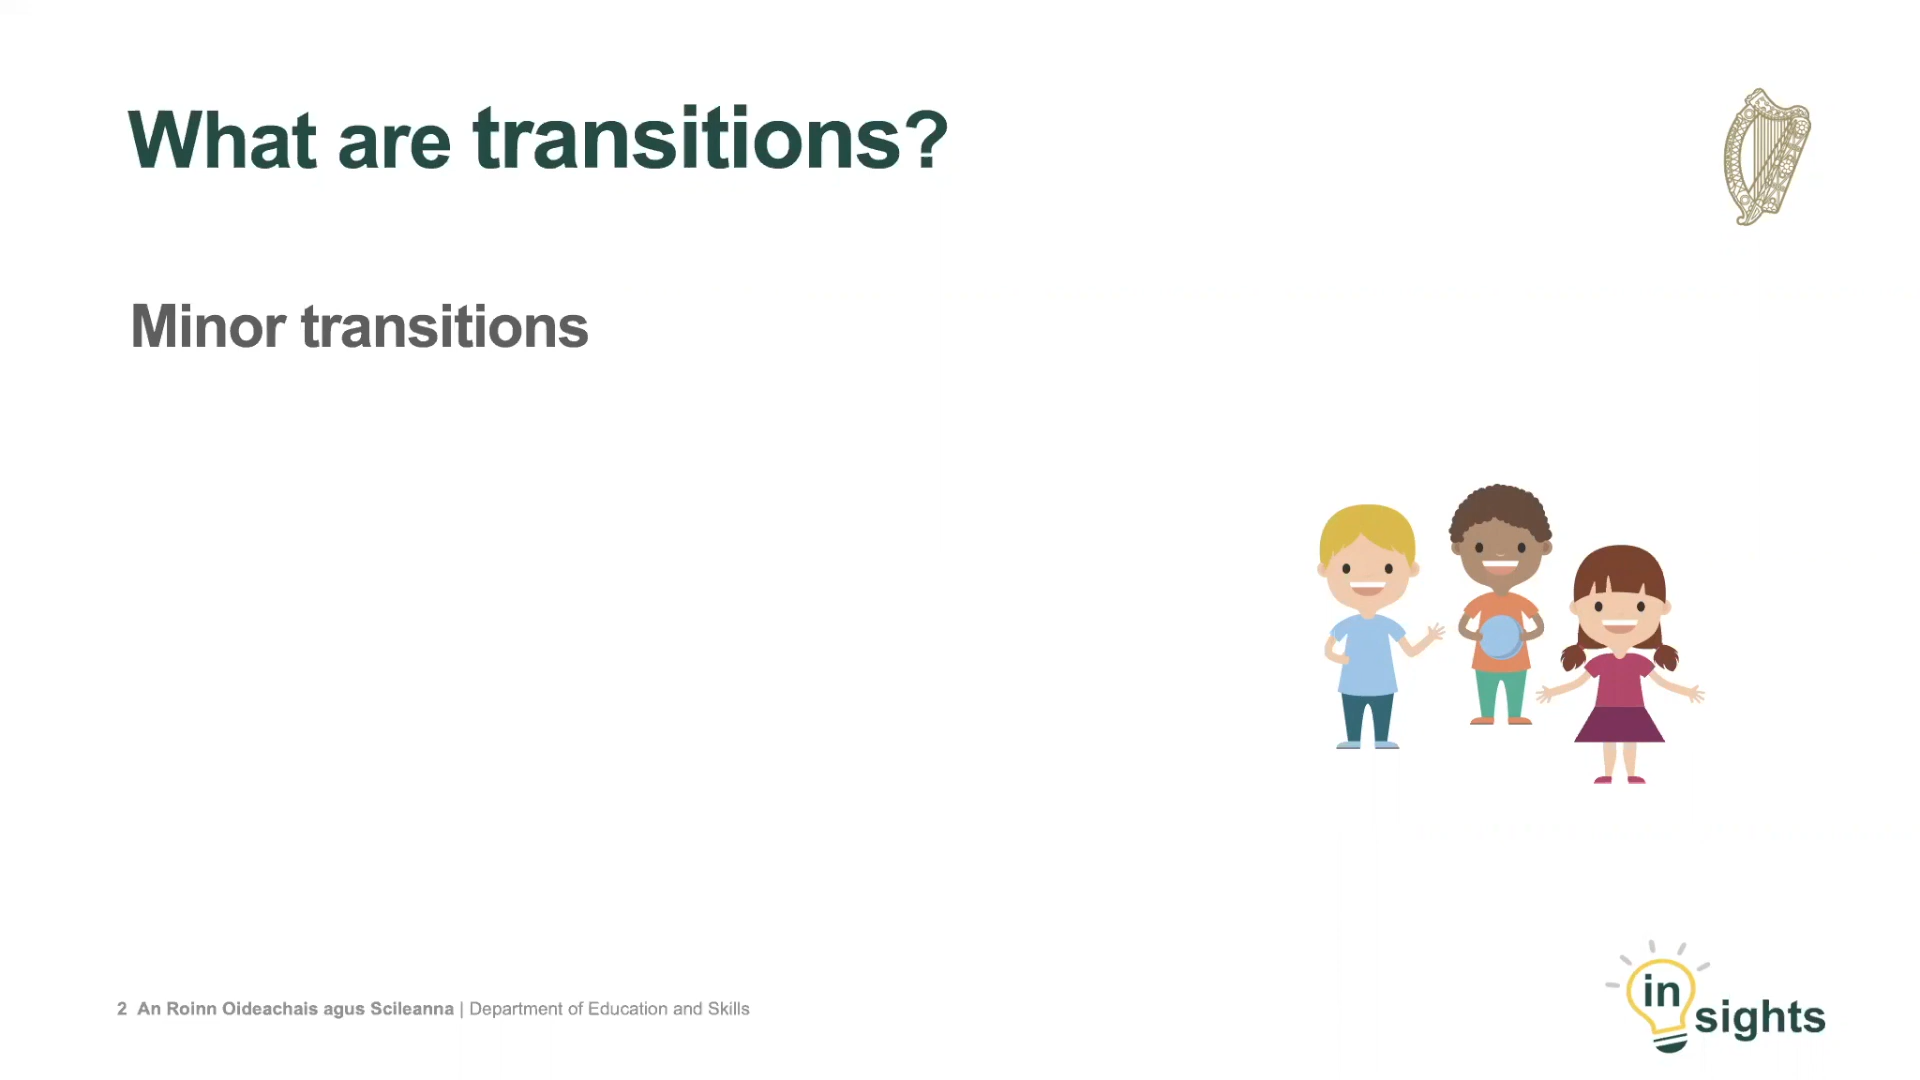 What are transitions?
Minor transitions
2 An Roinn Oideachais agus Scileanna | Department of Education and Skills
in
sights